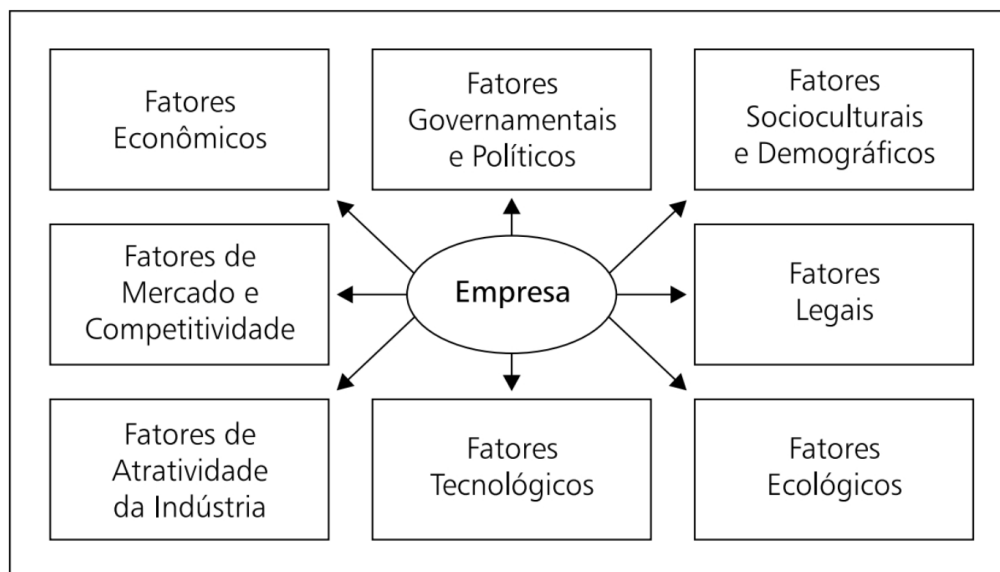 Fatores
Econômicos
Fatores
Governamentais
e Políticos
Fatores
Socioculturais
e Demográficos
Fatores de
Mercado e
Competitividade
Empresa
Fatores
Legais
Fatores de
Atratividade
da Indústria
Fatores
Tecnológicos
Fatores
Ecológicos